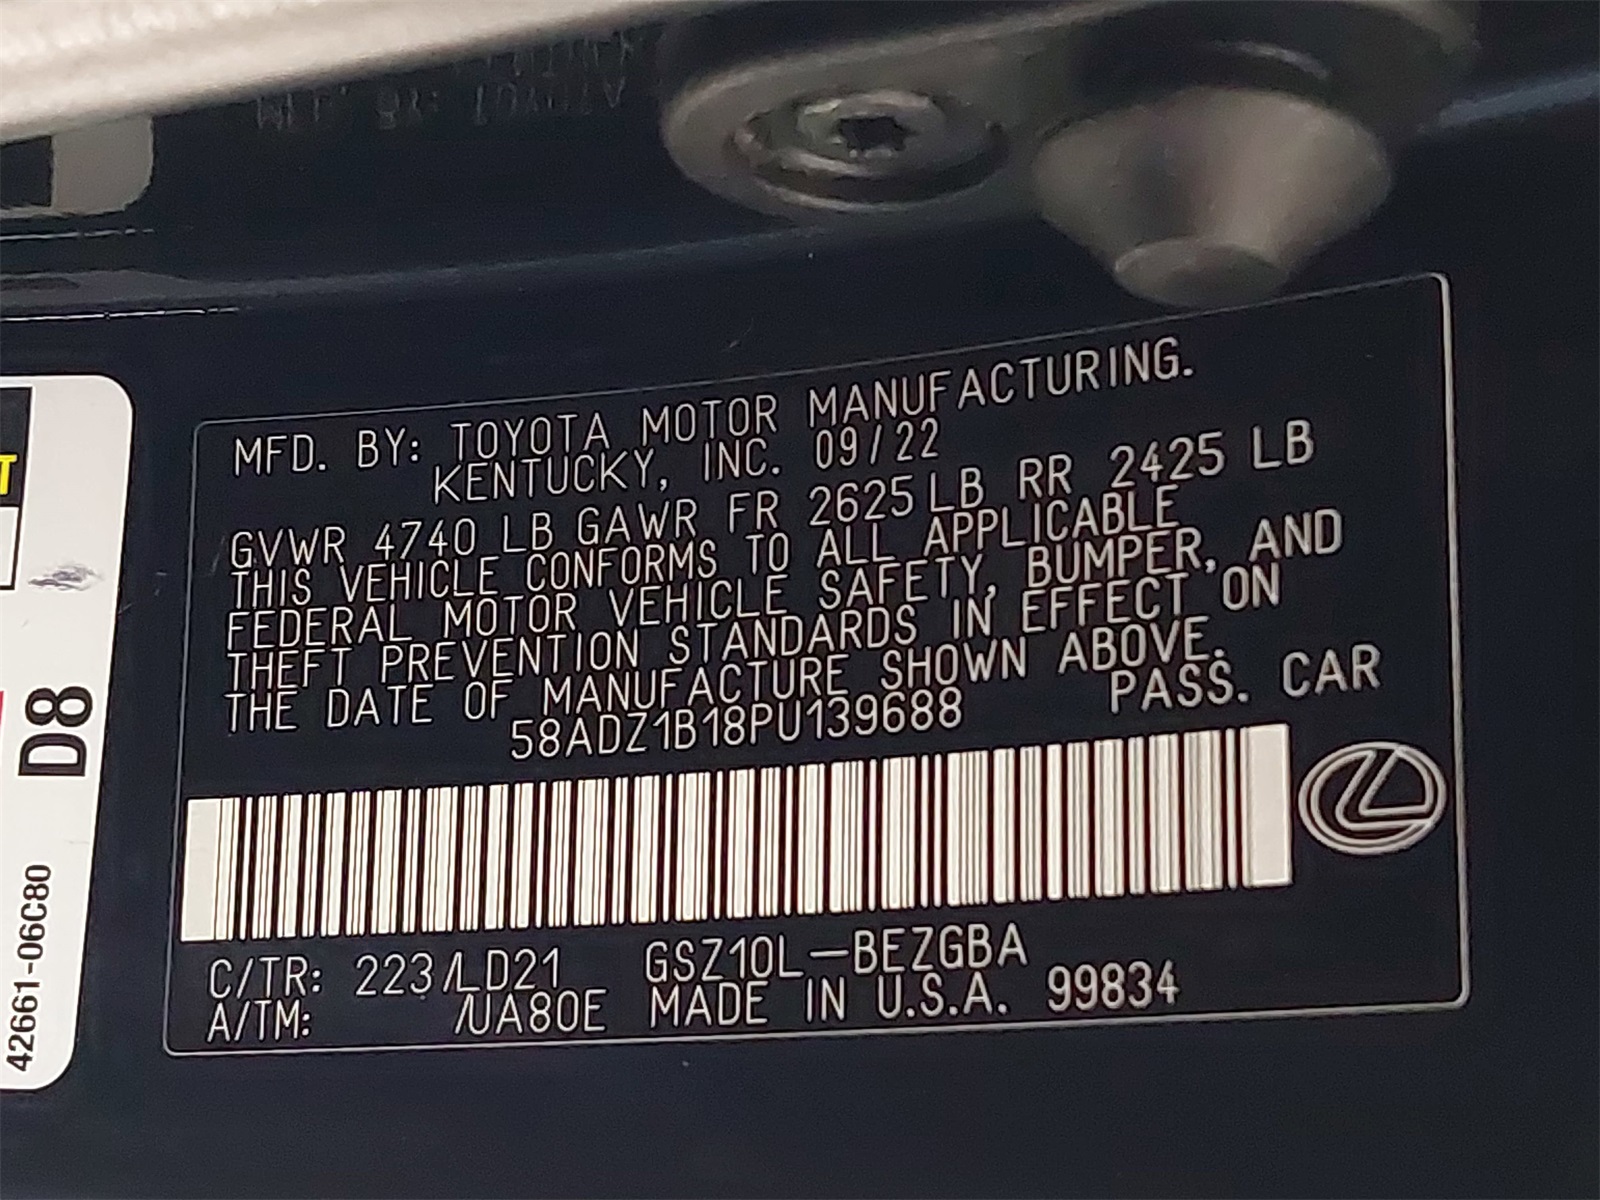 MFD. BY: TOYOTA MOTOR MANUFACTURING.
KENTUCKY, INC. 09/22
GVWR 4740 LB GAWR FR 2625 LB RR 2425 LB
THIS VEHICLE CONFORMS TO ALL APPLICABLE
FEDERAL MOTOR VEHICLE SAFETY, BUMPER, AND
THEFT PREVENTION STANDARDS IN EFFECT ON
THE DATE OF MANUFACTURE SHOWN ABOVE.
58ADZ1B18PU139688 PASS. CAR
C/TR: 223/LD21 GSZ10L-BEZGBA
A/TM: /UA80E MADE IN U.S.A. 99834
T
D8
42661-06C80